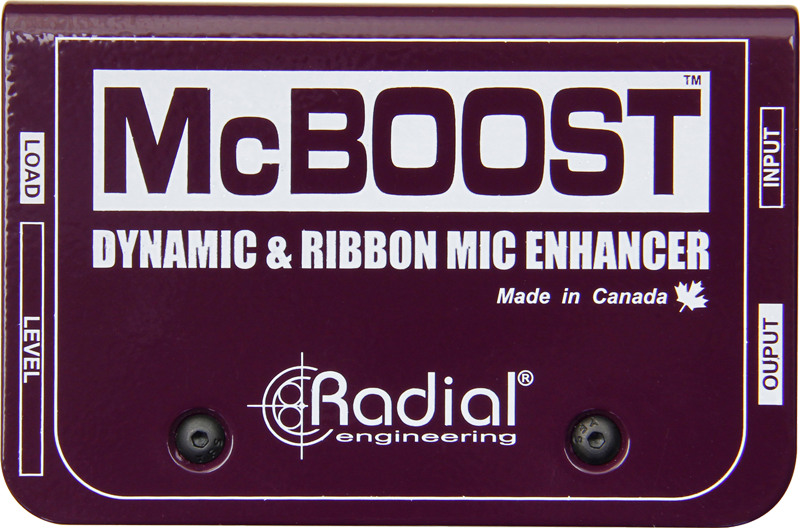 McBOOST™
LOAD
INPUT
DYNAMIC & RIBBON MIC ENHANCER
Made in Canada
LEVEL
OUPUT
Radial®
engineering